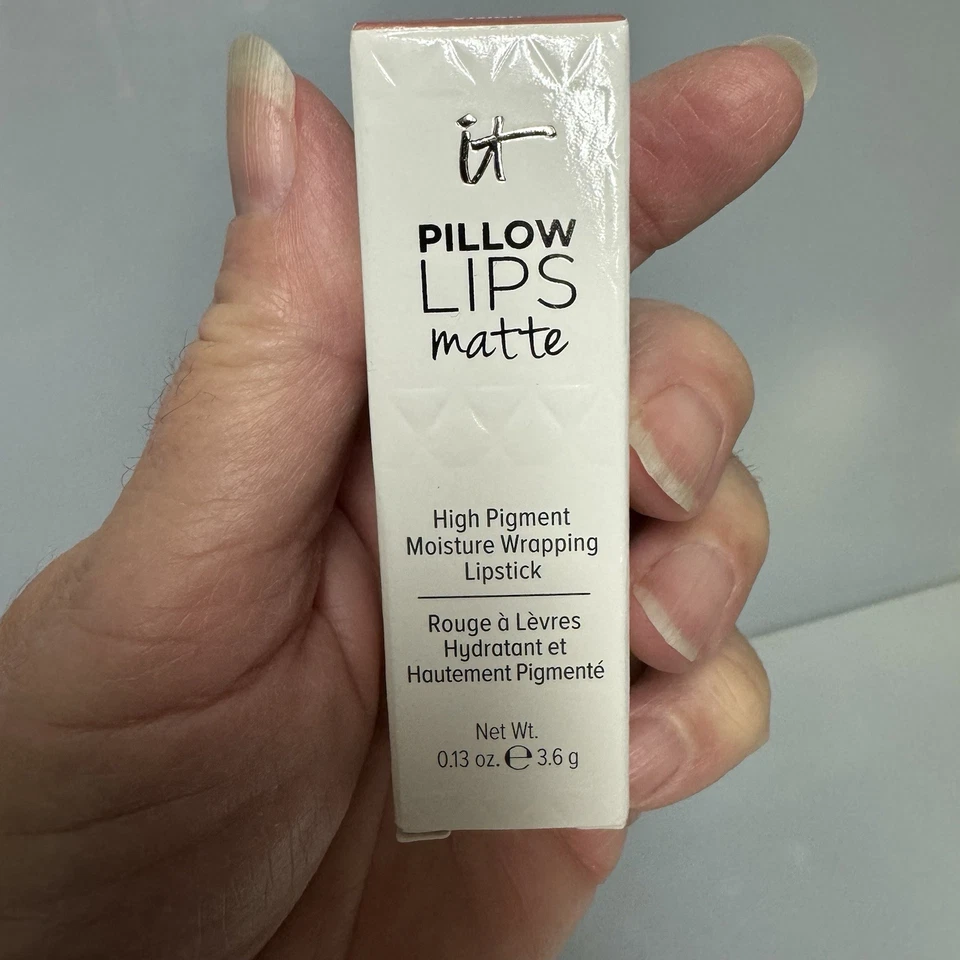 it
PILLOW
LIPS
matte
High Pigment
Moisture Wrapping
Lipstick
Rouge à Lèvres
Hydratant et
Hautement Pigmenté
Net Wt.
0.13 oz. ℮ 3.6 g